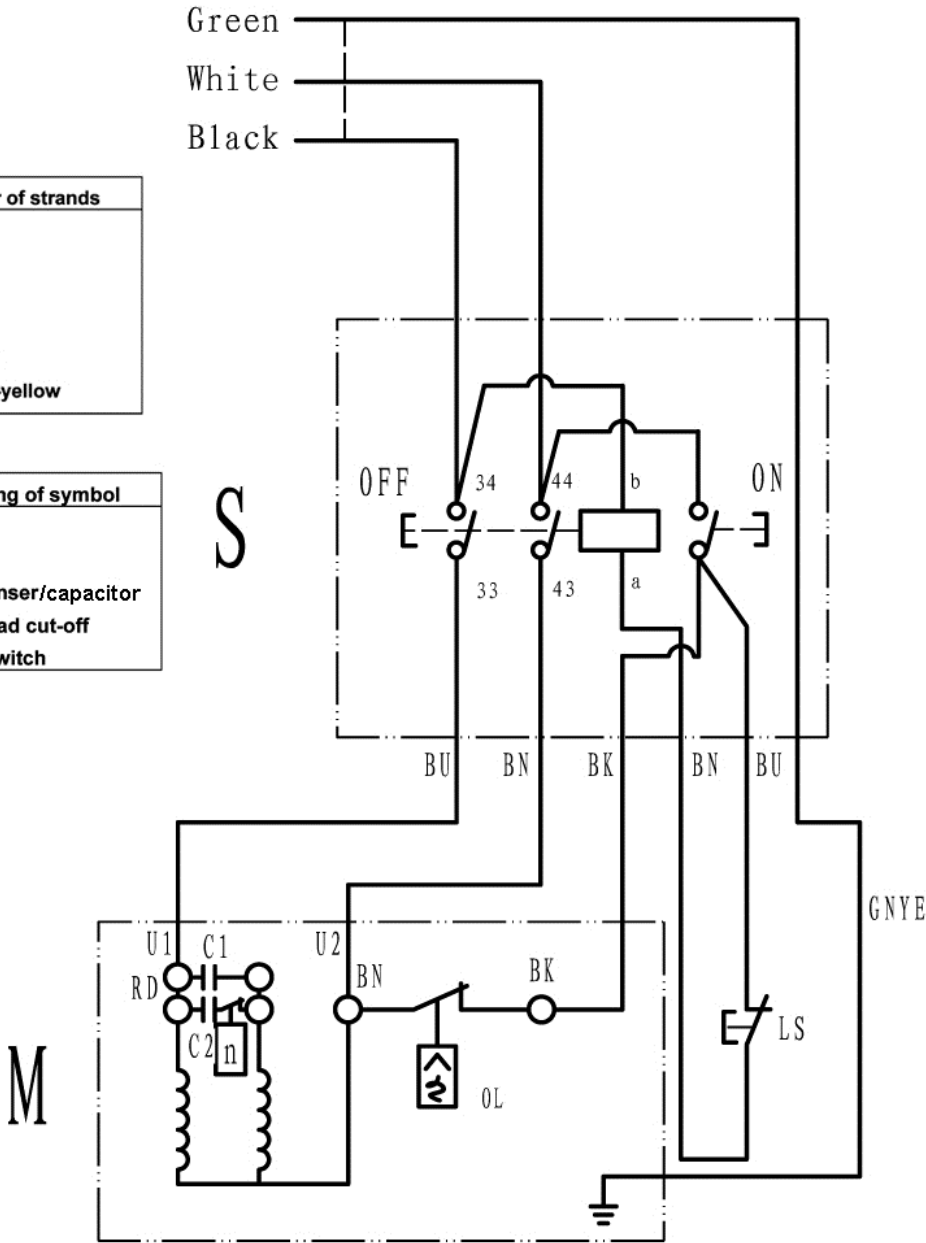 Green
White
Black
of strands
-yellow
ng of symbol
nser/capacitor
ad cut-off
witch
S
OFF
34
44
b
ON
33
43
a
BU
BN
BK
BN
BU
GNYE
U1
C1
U2
RD
BN
BK
C2
n
OL
LS
M